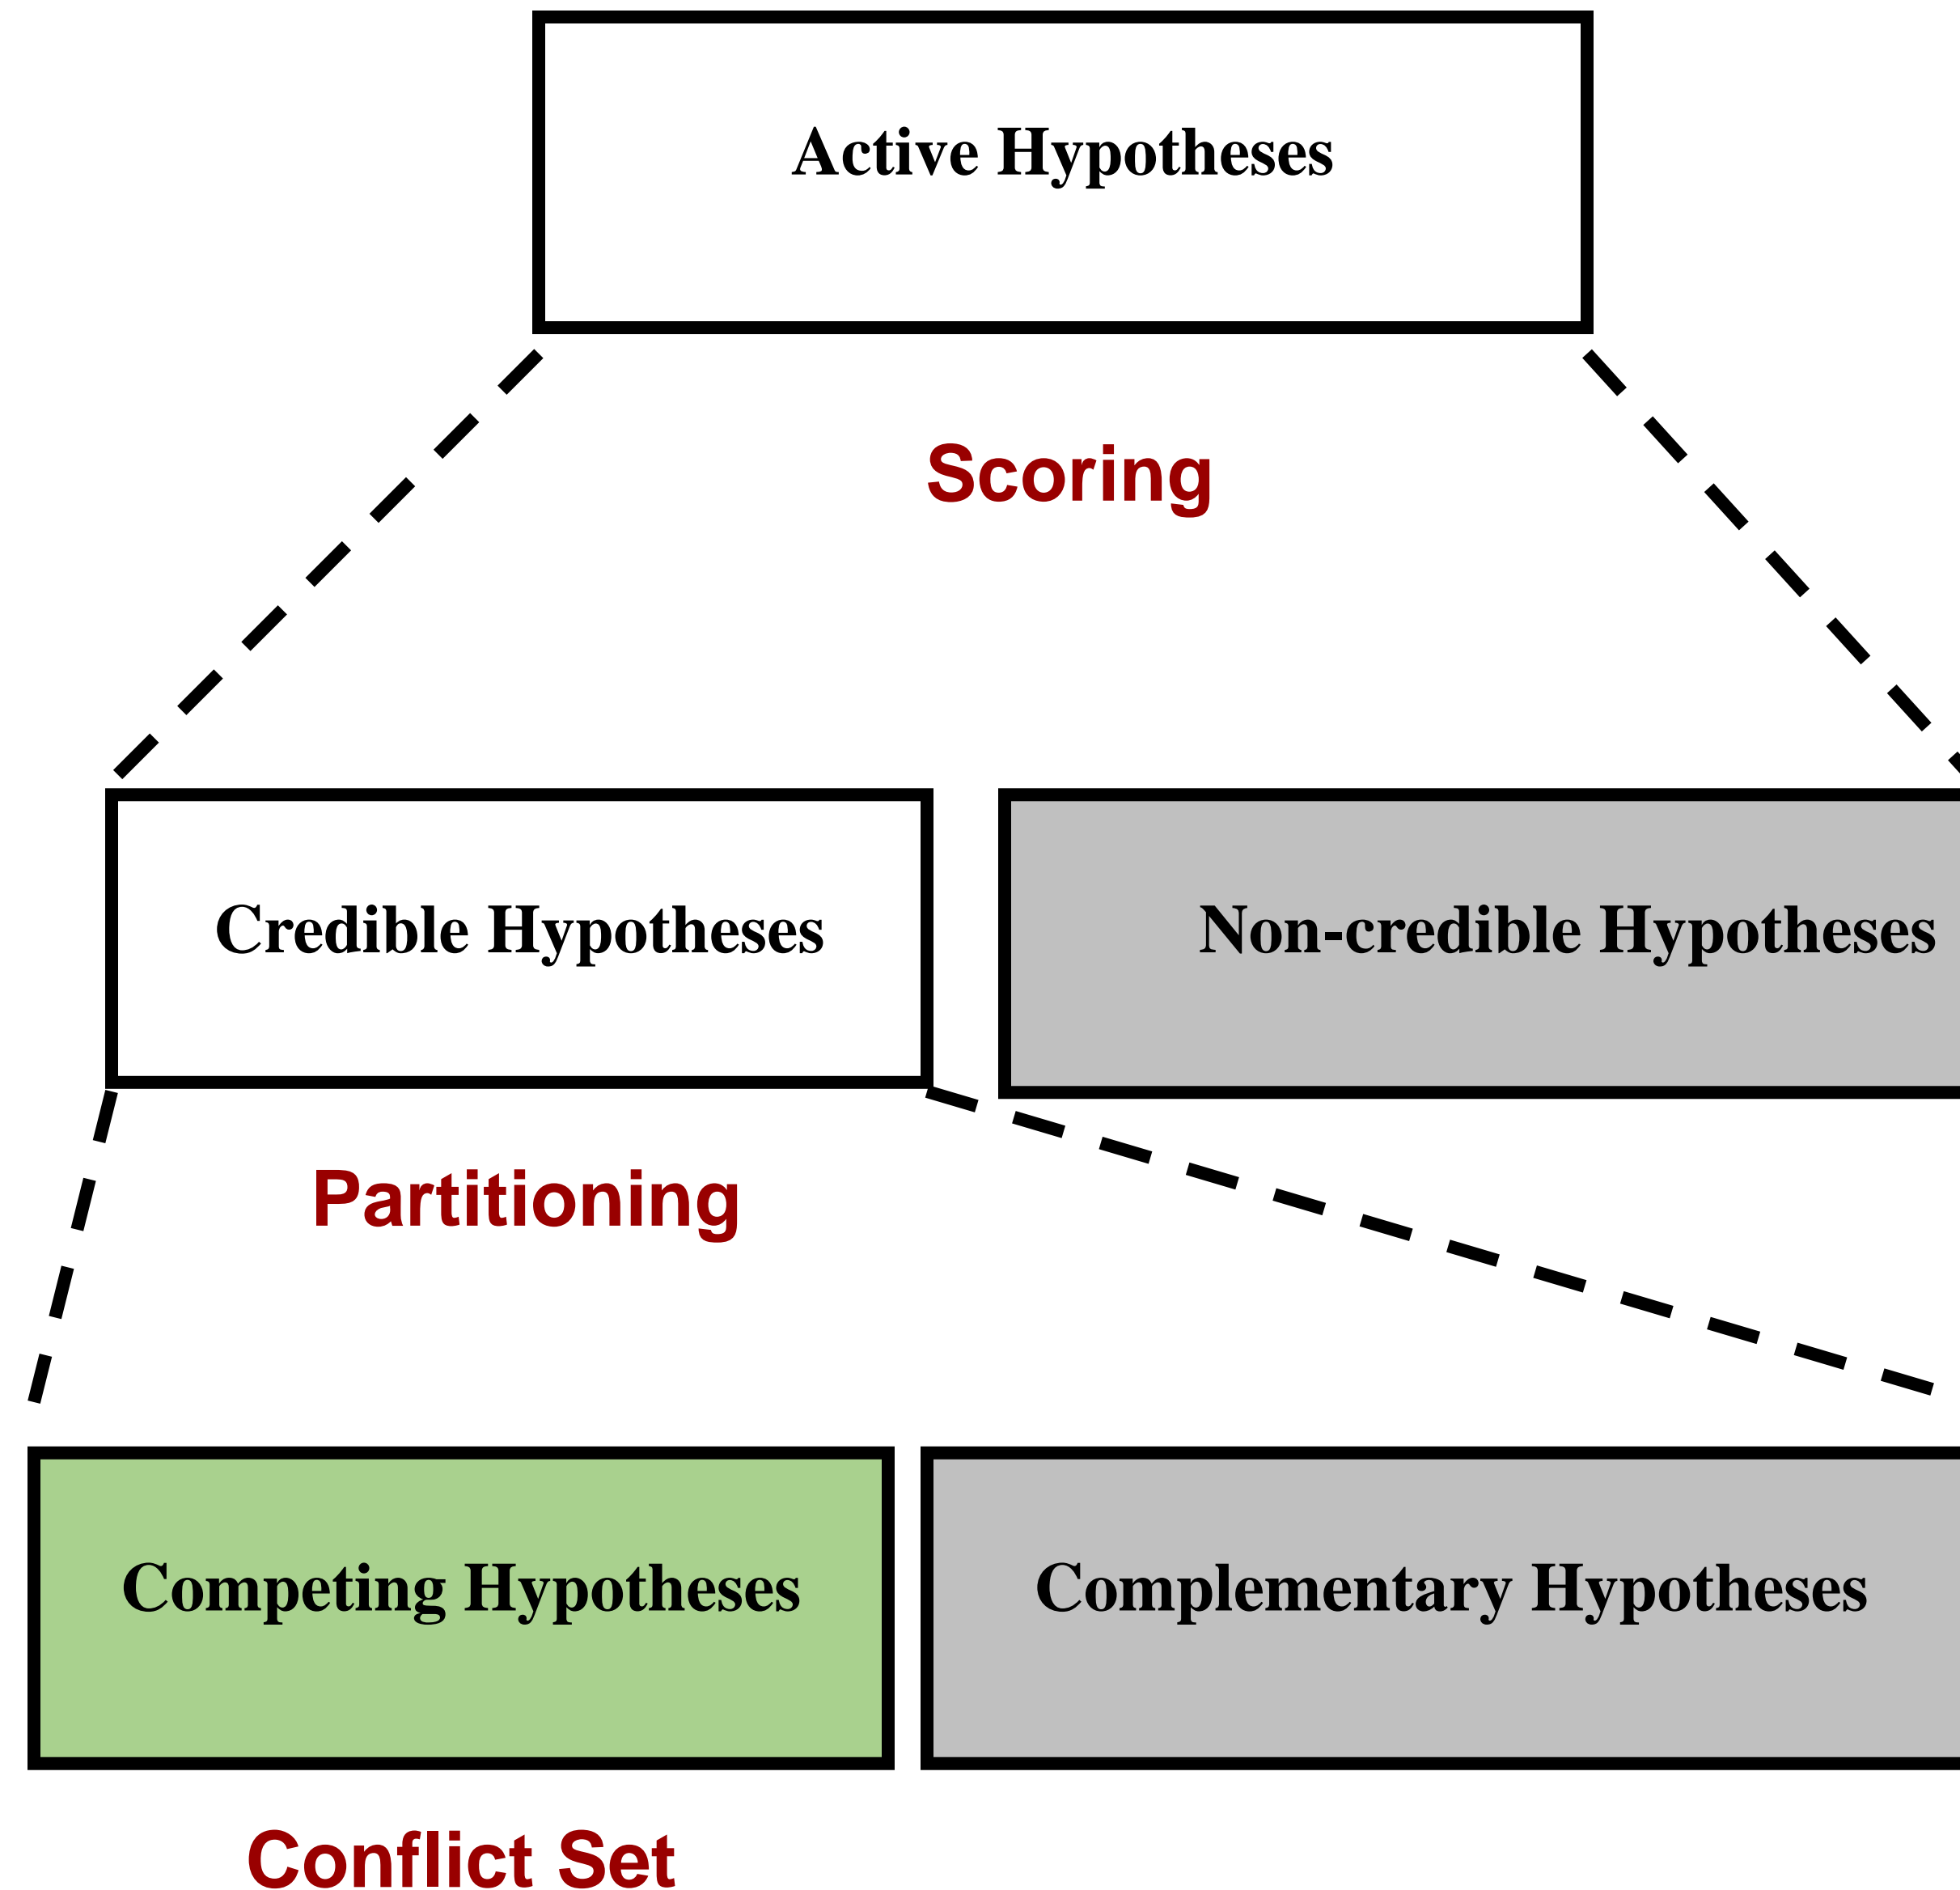 Active Hypotheses
Scoring
Credible Hypotheses
Non-credible Hypotheses
Partitioning
Competing Hypotheses
Complementary Hypotheses
Conflict Set